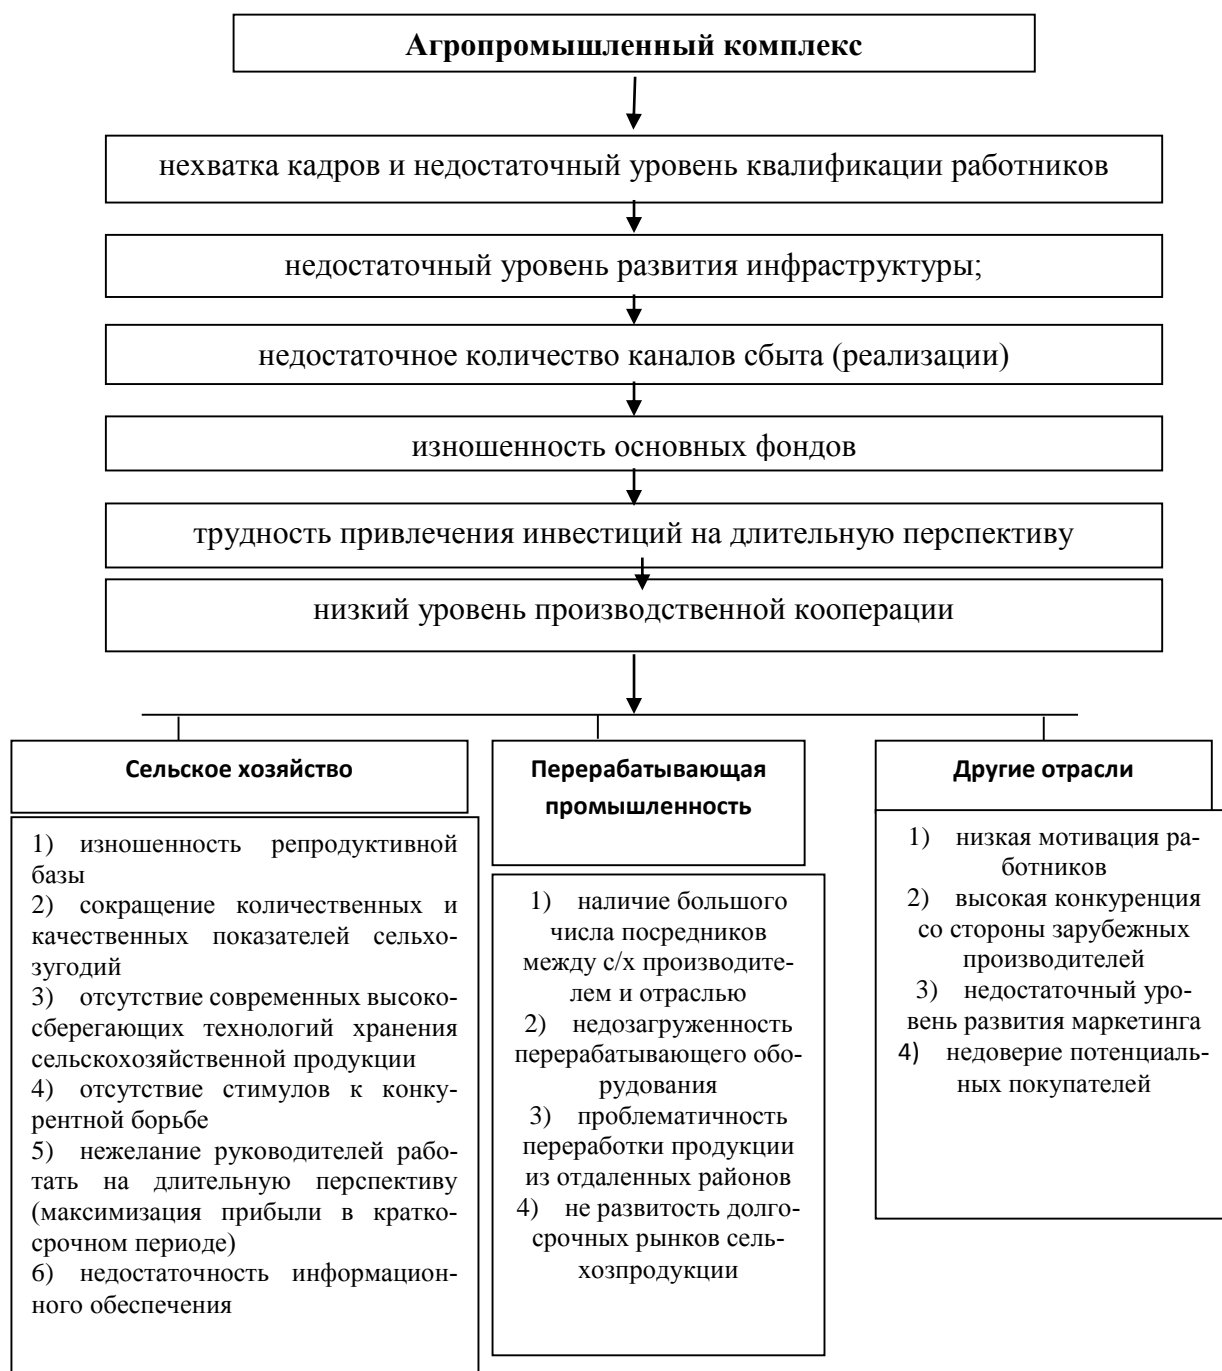 Агропромышленный комплекс
нехватка кадров и недостаточный уровень квалификации работников
недостаточный уровень развития инфраструктуры;
недостаточное количество каналов сбыта (реализации)
изношенность основных фондов
трудность привлечения инвестиций на длительную перспективу
низкий уровень производственной кооперации
Сельское хозяйство
1) изношенность репродуктивной
базы
2) сокращение количественных и
качественных показателей сельхо-
зугодий
3) отсутствие современных высоко-
сберегающих технологий хранения
сельскохозяйственной продукции
4) отсутствие стимулов к конку-
рентной борьбе
5) нежелание руководителей рабо-
тать на длительную перспективу
(максимизация прибыли в кратко-
срочном периоде)
6) недостаточность информацион-
ного обеспечения
Перерабатывающая
промышленность
1) наличие большого
числа посредников
между с/х производите-
лем и отраслью
2) недозагруженность
перерабатывающего обо-
рудования
3) проблематичность
переработки продукции
из отдаленных районов
4) не развитость долго-
срочных рынков сель-
хозпродукции
Другие отрасли
1) низкая мотивация ра-
ботников
2) высокая конкуренция
со стороны зарубежных
производителей
3) недостаточный уро-
вень развития маркетинга
4) недоверие потенциаль-
ных покупателей